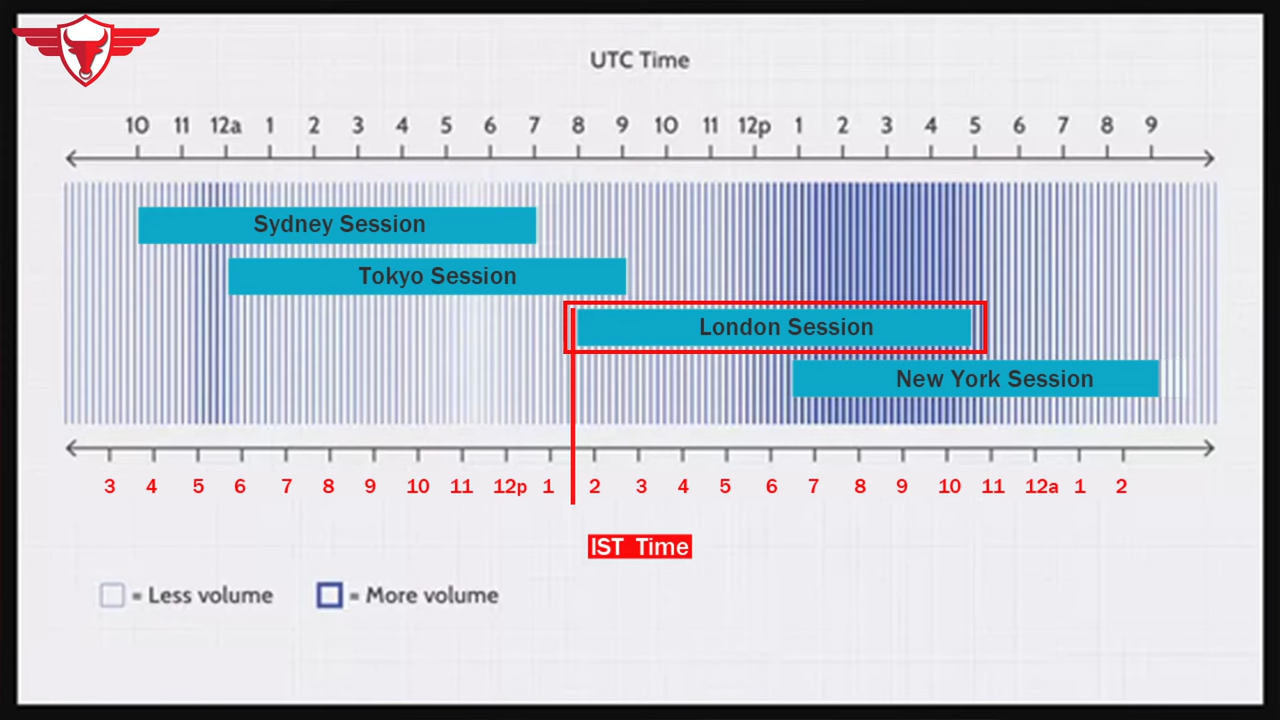 UTC Time
10 11 12a 1 2 3 4 5 6 7 8 9 10 11 12p 1 2 3 4 5 6 7 8 9
Sydney Session
Tokyo Session
London Session
New York Session
3 4 5 6 7 8 9 10 11 12p 1 2 3 4 5 6 7 8 9 10 11 12a 1 2
IST Time
= Less volume = More volume